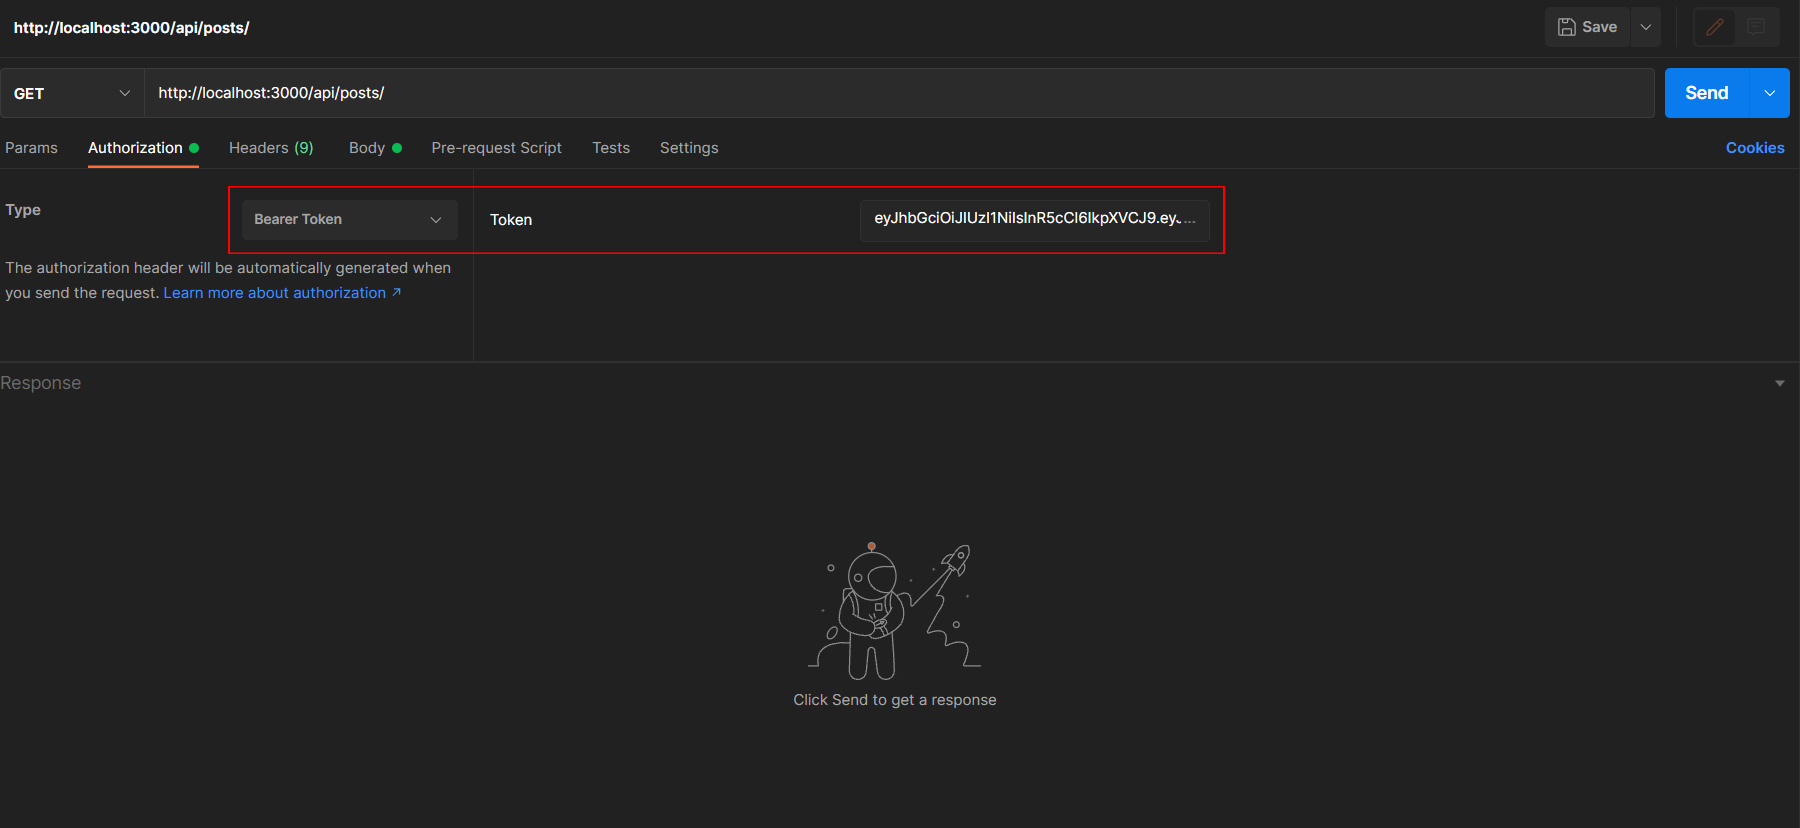 http://localhost:3000/api/posts/
Save
GET
http://localhost:3000/api/posts/
Send
Params
Authorization
Headers (9)
Body
Pre-request Script
Tests
Settings
Cookies
Type
Bearer Token
Token
eyJhbGciOiJIUzI1NiIsInR5cCI6IkpXVCJ9.eyJ...
The authorization header will be automatically generated when
you send the request. Learn more about authorization ↗
Response
Click Send to get a response